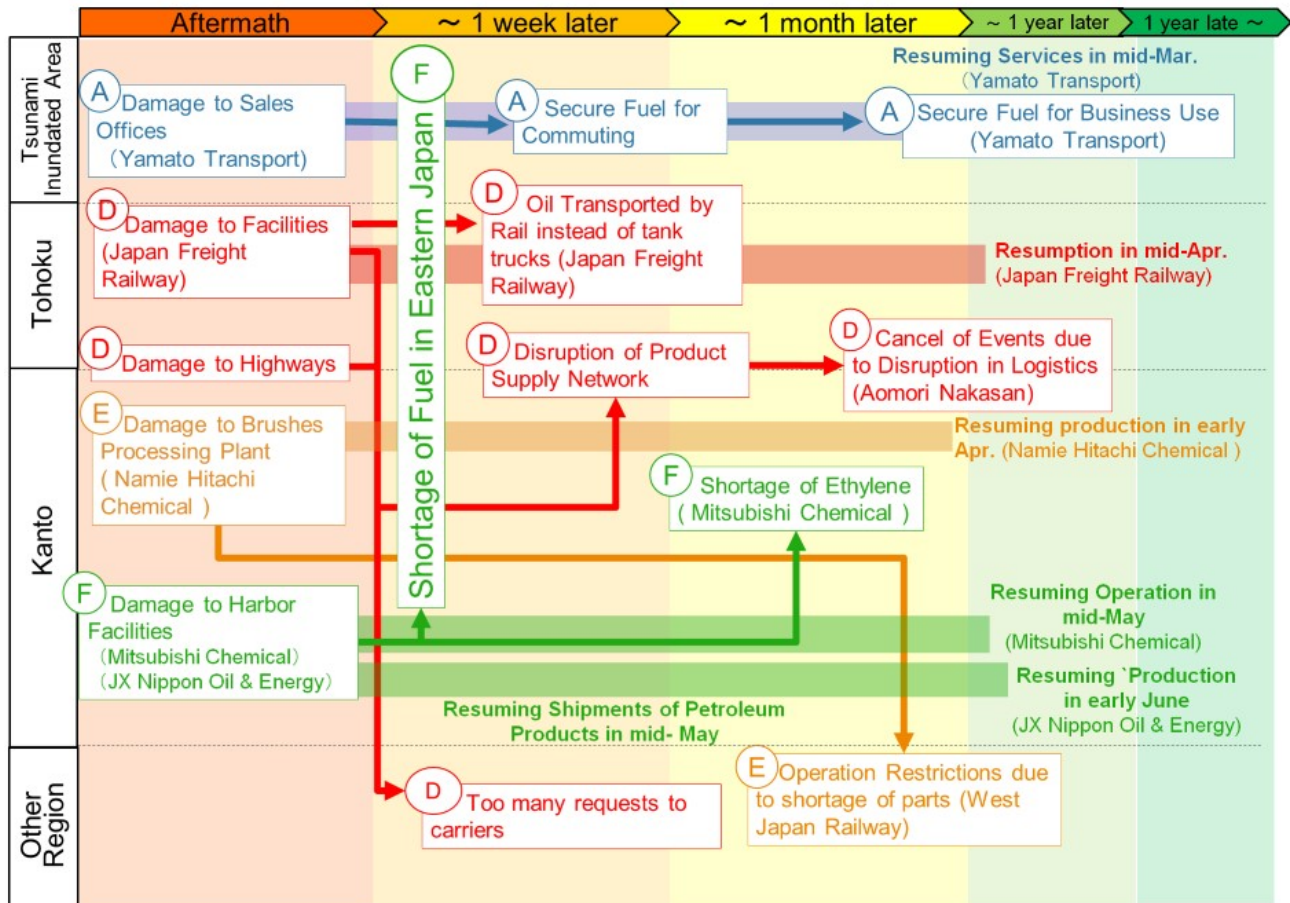 Aftermath
~ 1 week later
~ 1 month later
~ 1 year later
1 year late ~
Tsunami
Inundated Area
A
Damage to Sales
Offices
(Yamato Transport)
F
Shortage of Fuel in Eastern Japan
A
Secure Fuel for
Commuting
Resuming Services in mid-Mar.
(Yamato Transport)
A
Secure Fuel for Business Use
(Yamato Transport)
Tohoku
D
Damage to Facilities
(Japan Freight
Railway)
D
Oil Transported by
Rail instead of tank
trucks (Japan Freight
Railway)
Resumption in mid-Apr.
(Japan Freight Railway)
D
Damage to Highways
D
Disruption of Product
Supply Network
D
Cancel of Events due
to Disruption in Logistics
(Aomori Nakasan)
Kanto
E
Damage to Brushes
Processing Plant
( Namie Hitachi
Chemical )
Resuming production in early
Apr. (Namie Hitachi Chemical )
F
Shortage of Ethylene
( Mitsubishi Chemical )
F
Damage to Harbor
Facilities
(Mitsubishi Chemical)
(JX Nippon Oil & Energy)
Resuming Operation in
mid-May
(Mitsubishi Chemical)
Resuming `Production
in early June
(JX Nippon Oil & Energy)
Resuming Shipments of Petroleum
Products in mid- May
Other
Region
D
Too many requests to
carriers
E
Operation Restrictions due
to shortage of parts (West
Japan Railway)